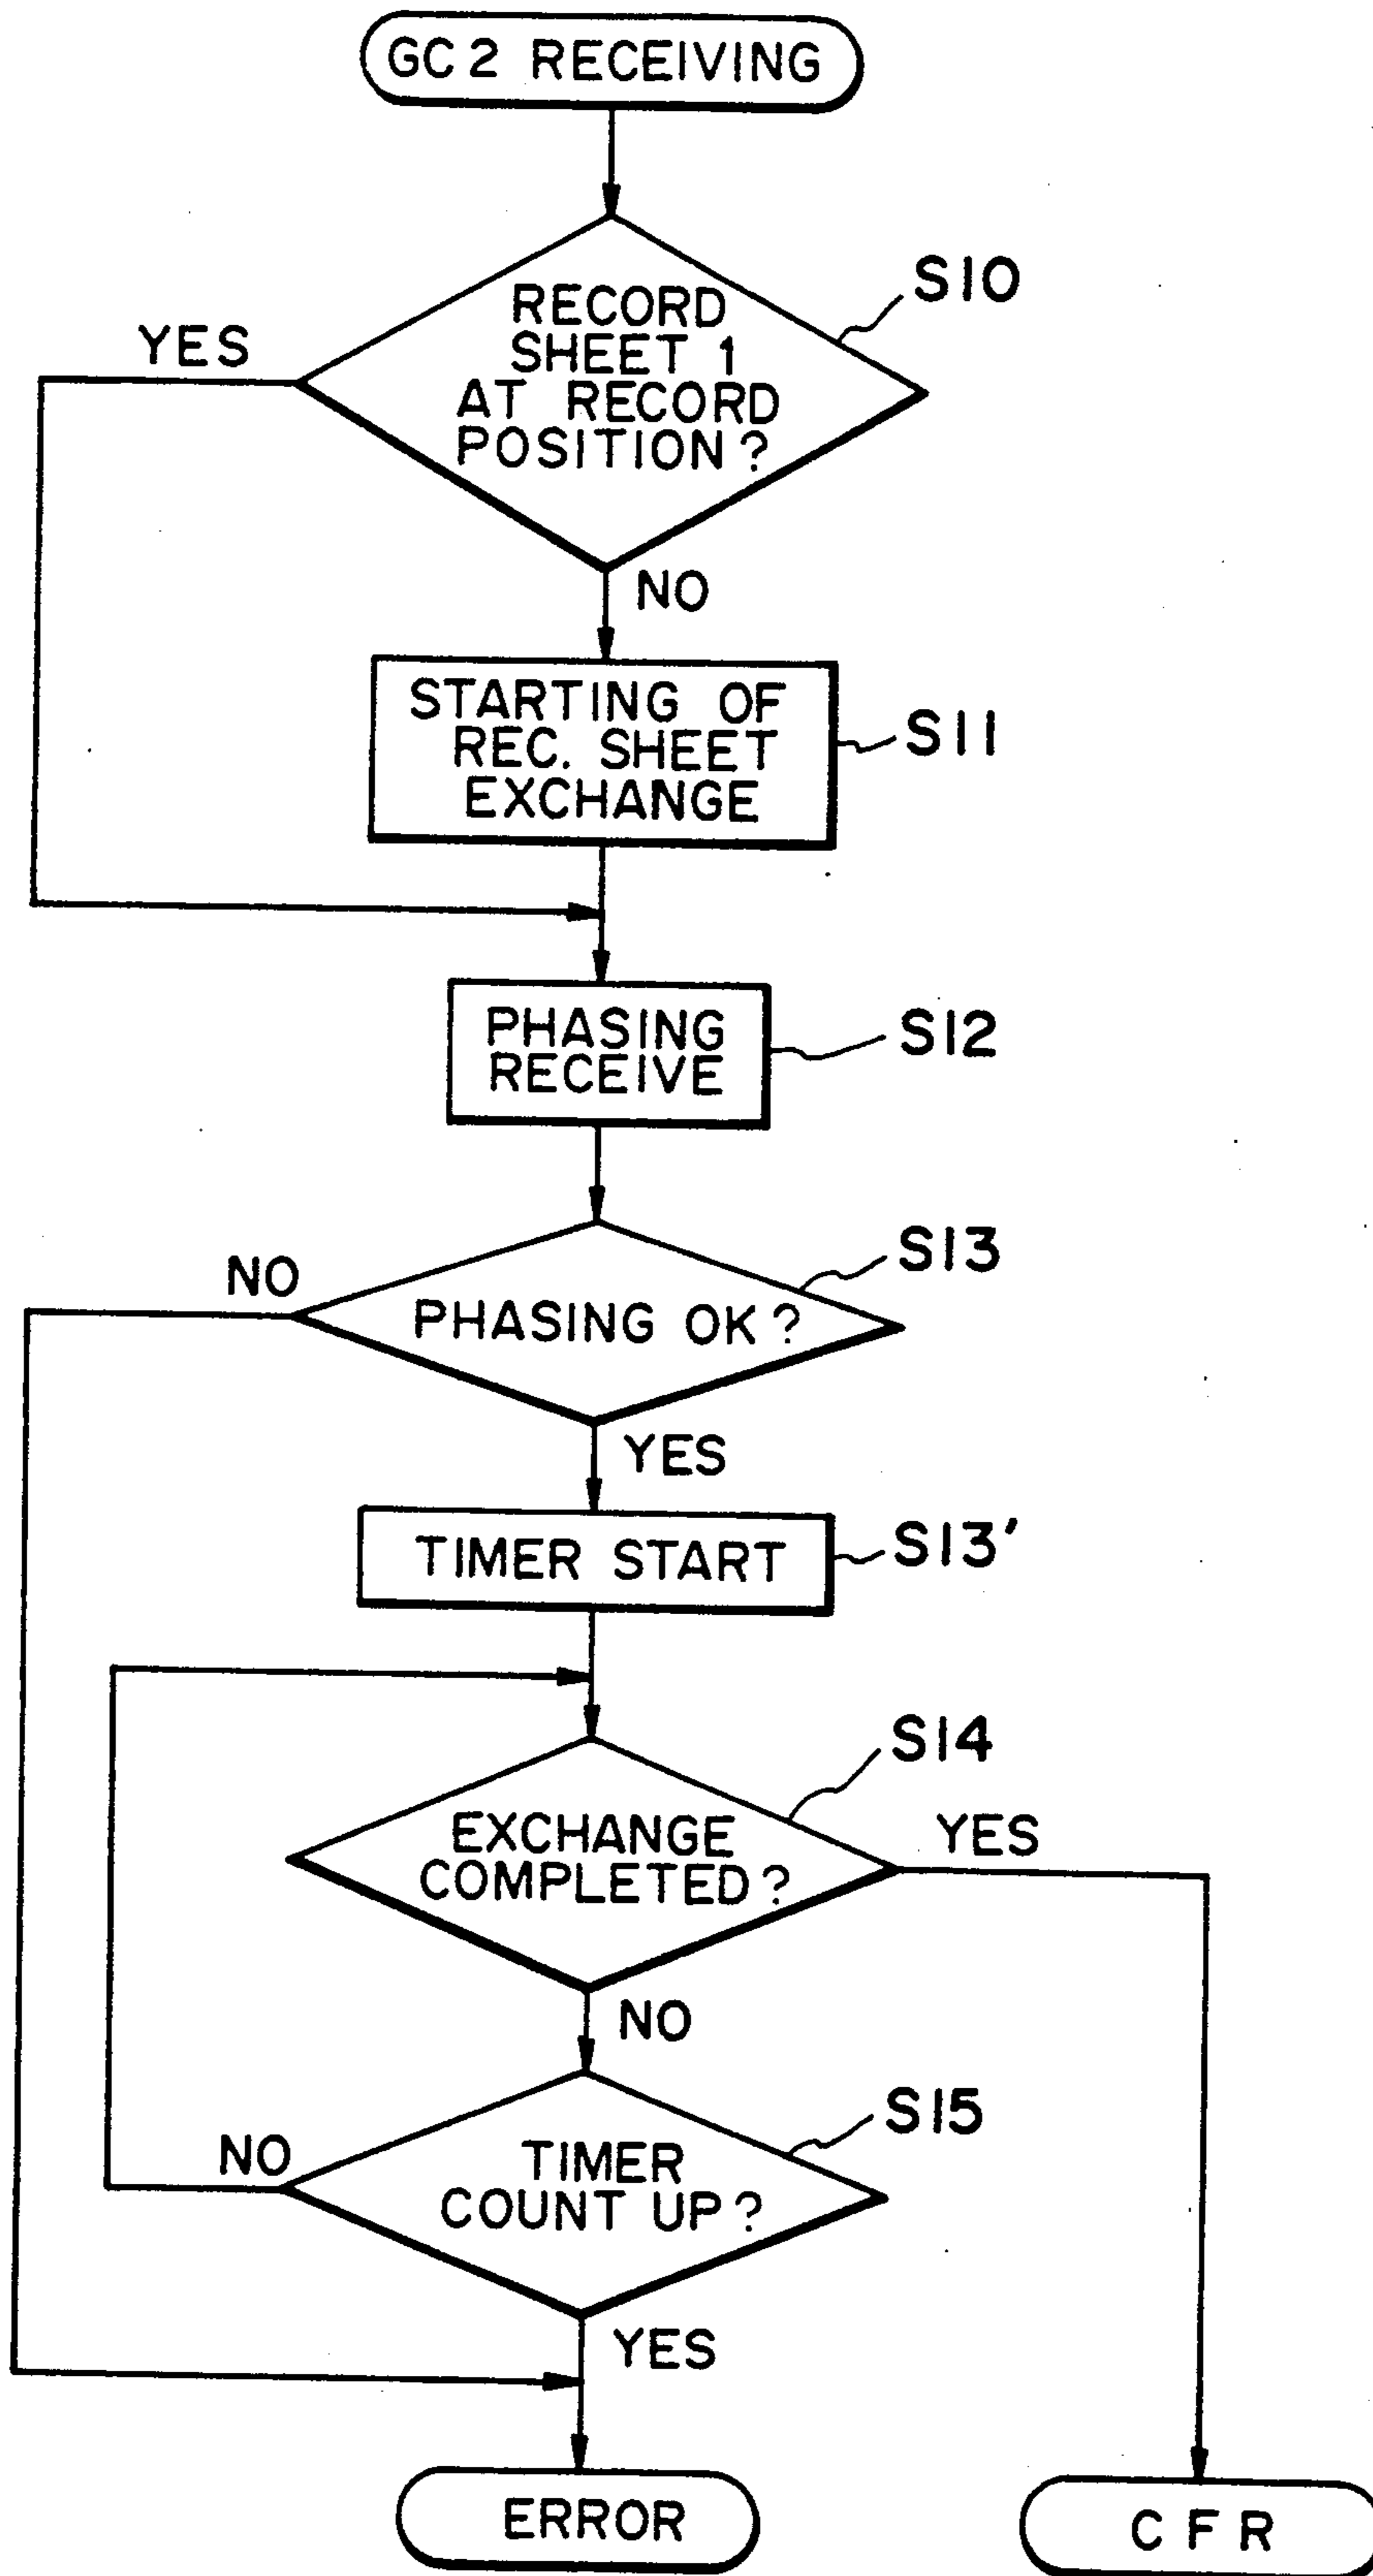 GC2 RECEIVING
RECORD
SHEET 1
AT RECORD
POSITION?
S10
YES
NO
STARTING OF
REC. SHEET
EXCHANGE
S11
PHASING
RECEIVE
S12
PHASING OK?
S13
NO
YES
TIMER START
S13'
EXCHANGE
COMPLETED?
S14
YES
NO
TIMER
COUNT UP?
S15
NO
YES
ERROR
CFR